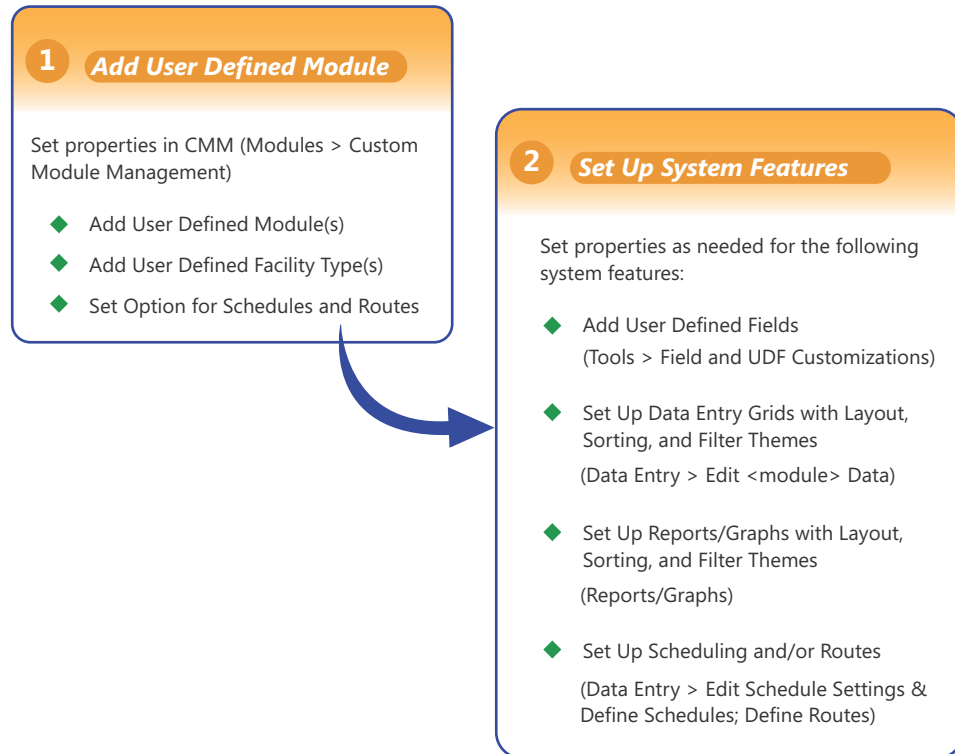 1
Add User Defined Module
Set properties in CMM (Modules > Custom
Module Management)
Add User Defined Module(s)
Add User Defined Facility Type(s)
Set Option for Schedules and Routes
2
Set Up System Features
Set properties as needed for the following
system features:
Add User Defined Fields
(Tools > Field and UDF Customizations)
Set Up Data Entry Grids with Layout,
Sorting, and Filter Themes
(Data Entry > Edit <module> Data)
Set Up Reports/Graphs with Layout,
Sorting, and Filter Themes
(Reports/Graphs)
Set Up Scheduling and/or Routes
(Data Entry > Edit Schedule Settings &
Define Schedules; Define Routes)